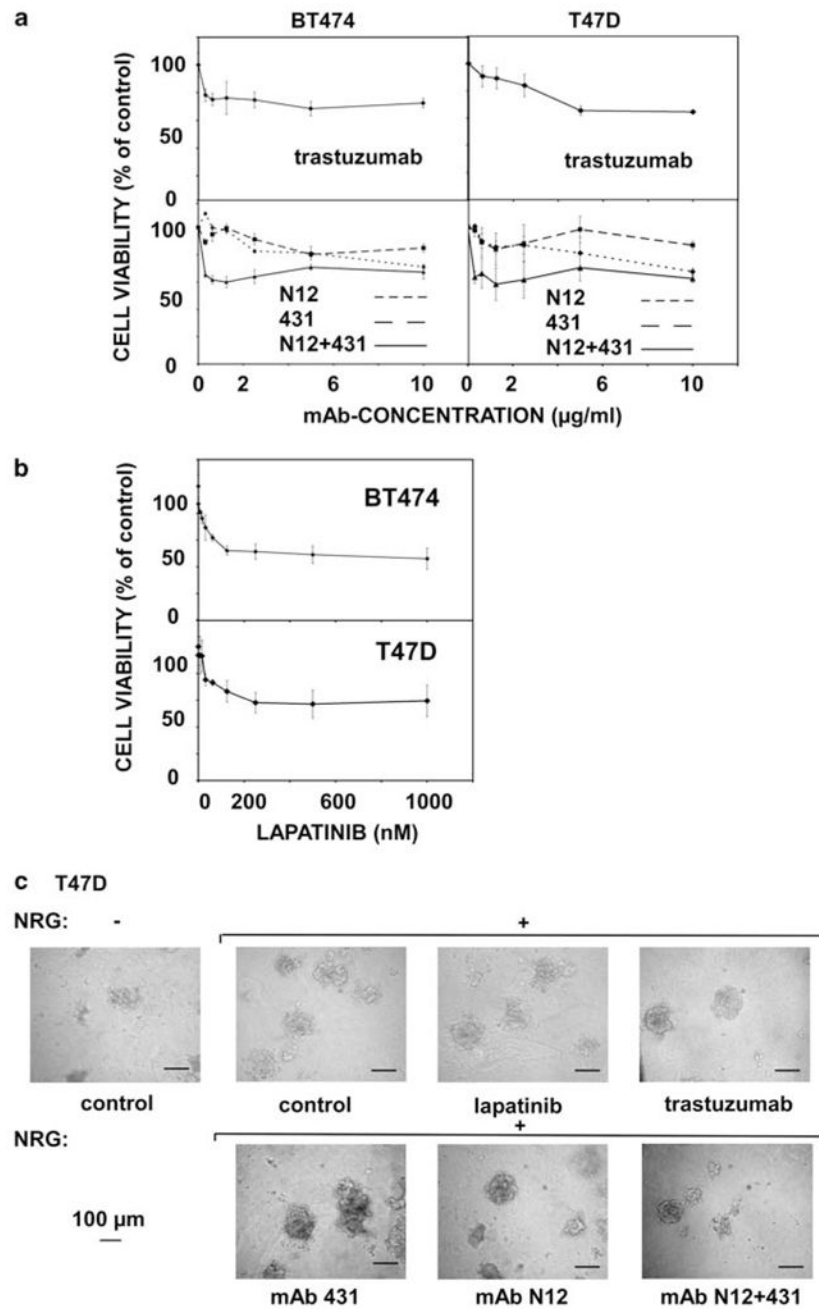 a
BT474 T47D
CELL VIABILITY (% of control)
100
50
0
trastuzumab trastuzumab
100
50
0
N12 N12
431 431
N12+431 N12+431
0 2 6 10 0 2 6 10
mAb-CONCENTRATION (µg/ml)
b
CELL VIABILITY (% of control)
100
50
0
BT474
100
50
0
T47D
0 200 600 1000
LAPATINIB (nM)
c T47D
NRG: - +
control control lapatinib trastuzumab
NRG: +
100 µm
mAb 431 mAb N12 mAb N12+431